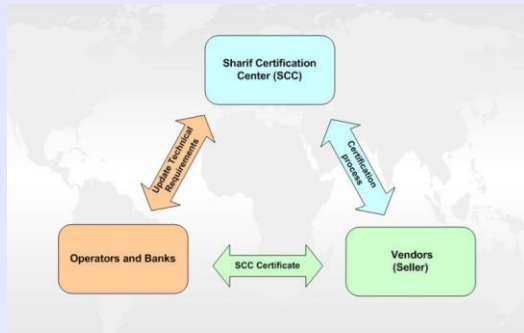 Sharif Certification
Center (SCC)
Update Technical
Requirements
Certification
process
Operators and Banks
SCC Certificate
Vendors
(Seller)